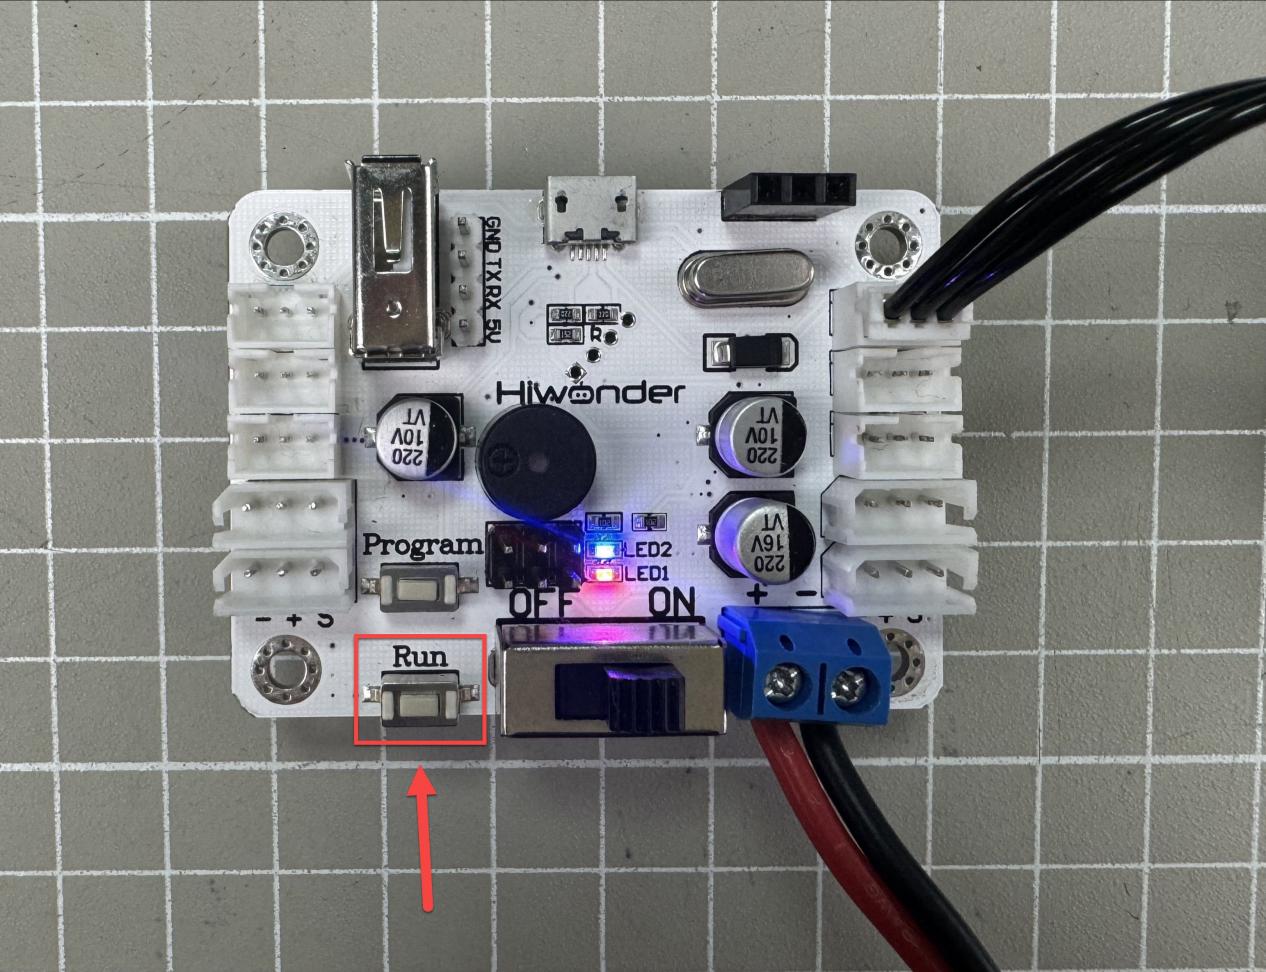 GND TX RX 5V
R
Hiwonder
220
10V
VT
220
10V
VT
220
16V
VT
Program
LED2
LED1
OFF ON
+ -
- + S
Run